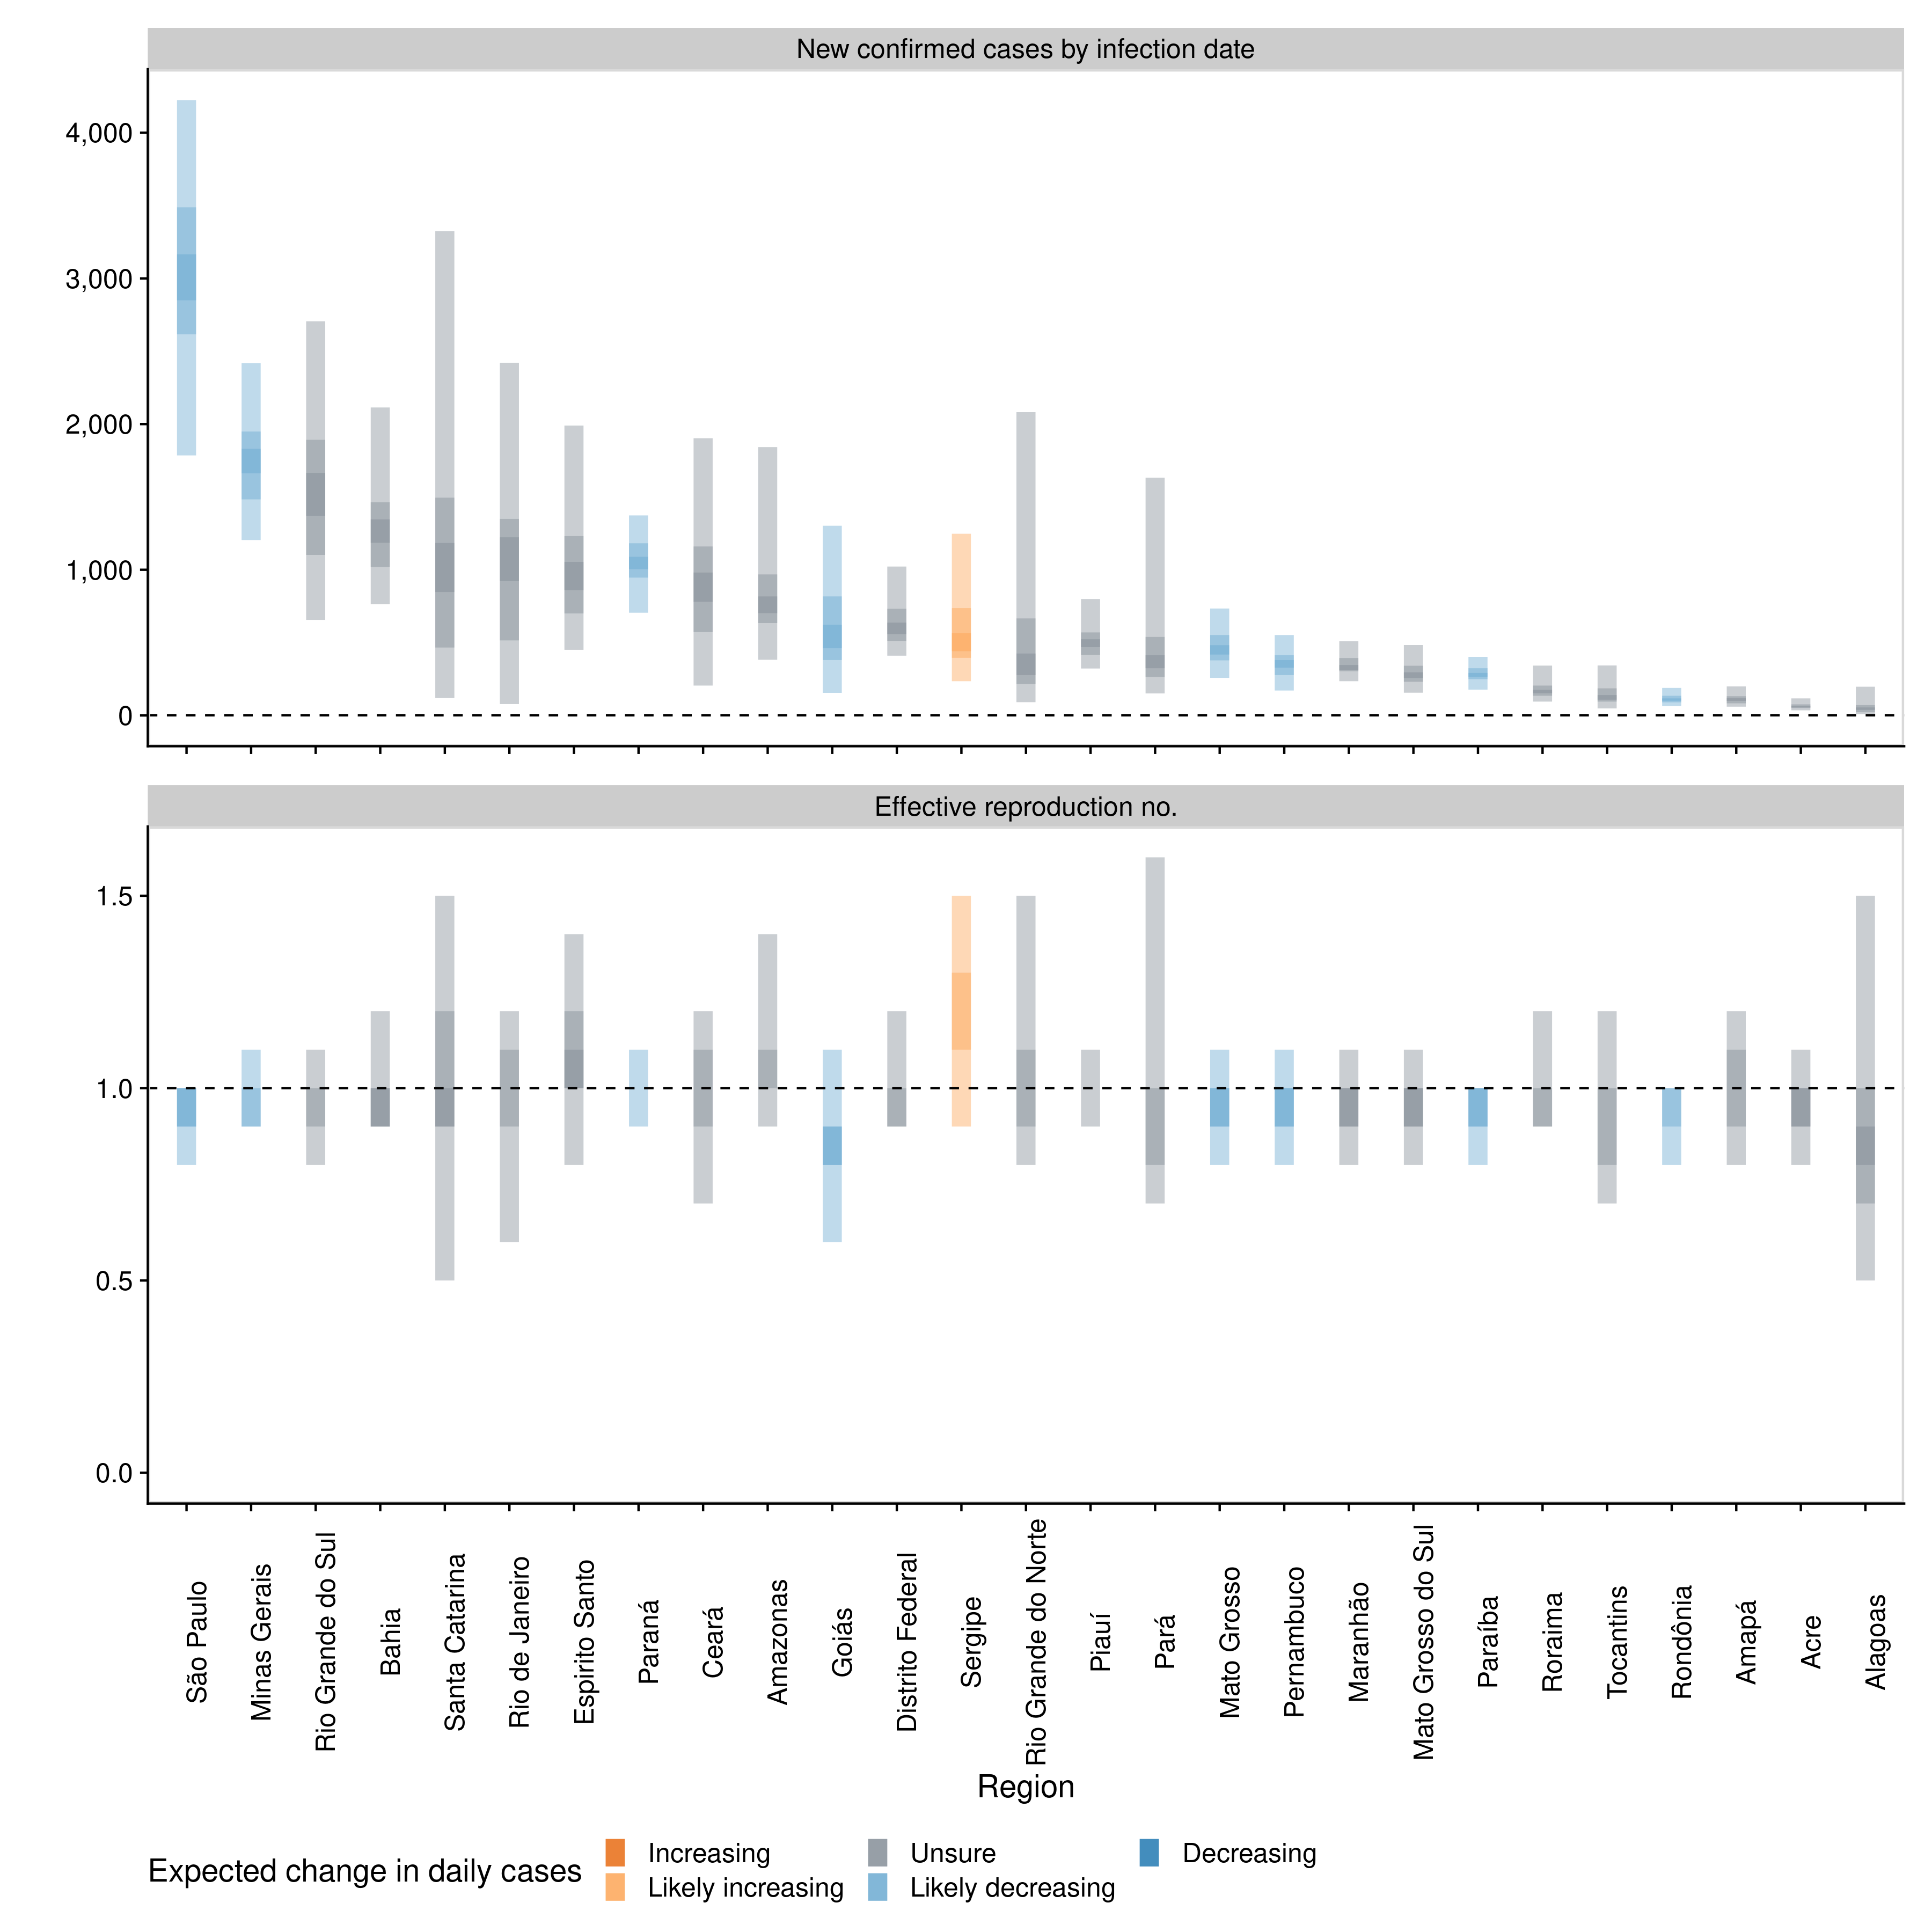 New confirmed cases by infection date
4,000
3,000
2,000
1,000
0
Effective reproduction no.
1.5
1.0
0.5
0.0
São Paulo
Minas Gerais
Rio Grande do Sul
Bahia
Santa Catarina
Rio de Janeiro
Espirito Santo
Paraná
Ceará
Amazonas
Goiás
Distrito Federal
Sergipe
Rio Grande do Norte
Piauí
Pará
Mato Grosso
Pernambuco
Maranhão
Mato Grosso do Sul
Paraíba
Roraima
Tocantins
Rondônia
Amapá
Acre
Alagoas
Region
Expected change in daily cases
Increasing
Likely increasing
Unsure
Likely decreasing
Decreasing